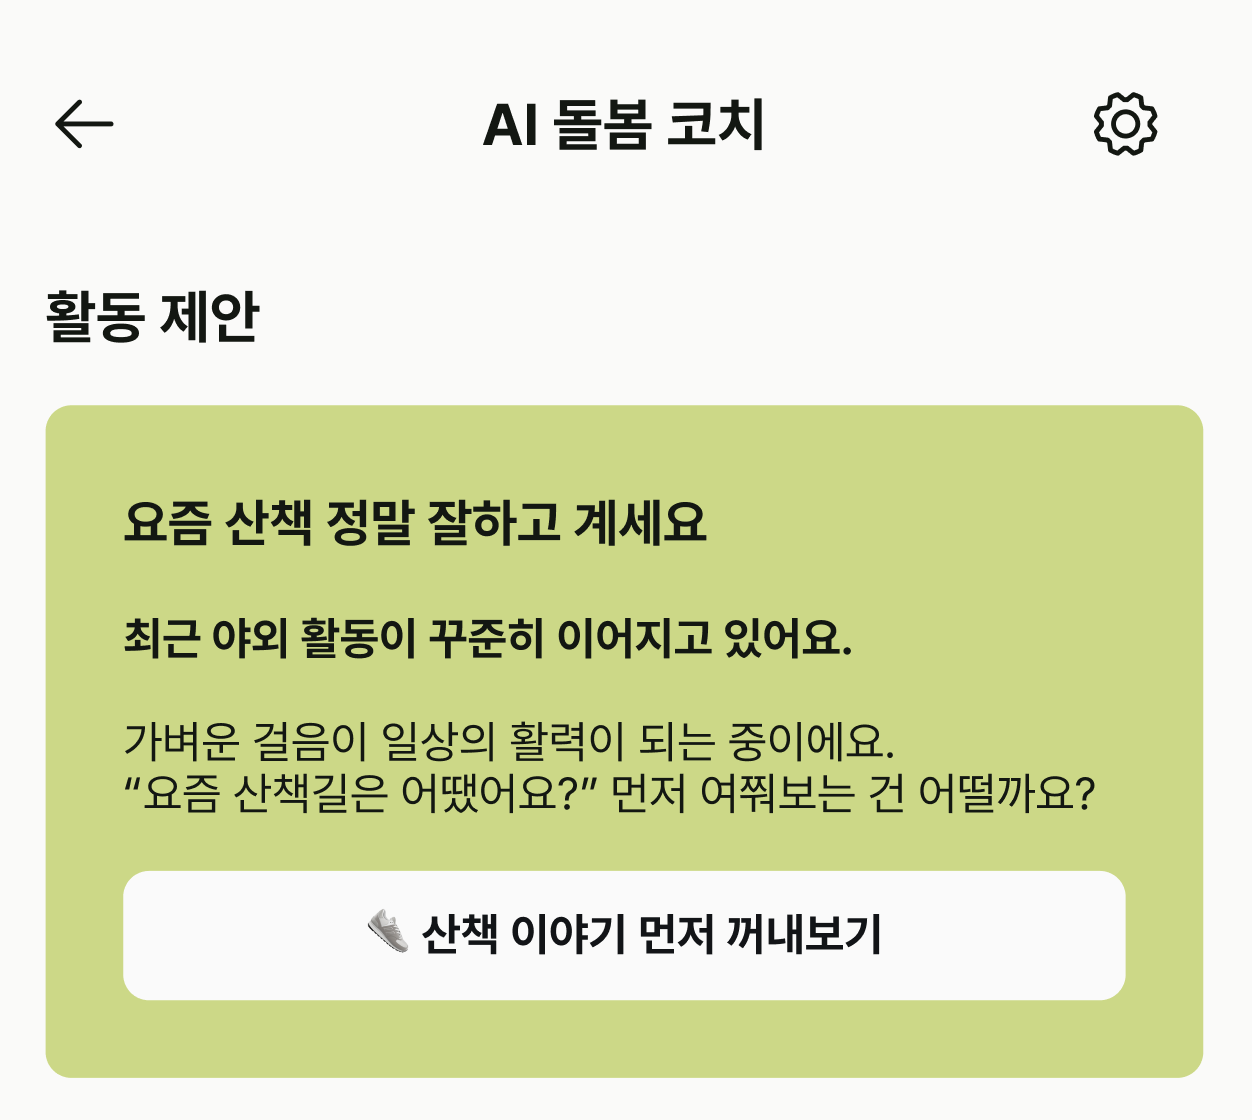 AI 돌봄 코치
활동 제안
요즘 산책 정말 잘하고 계세요
최근 야외 활동이 꾸준히 이어지고 있어요.
가벼운 걸음이 일상의 활력이 되는 중이에요.
“요즘 산책길은 어땠어요?” 먼저 여쭤보는 건 어떨까요?
👟 산책 이야기 먼저 꺼내보기